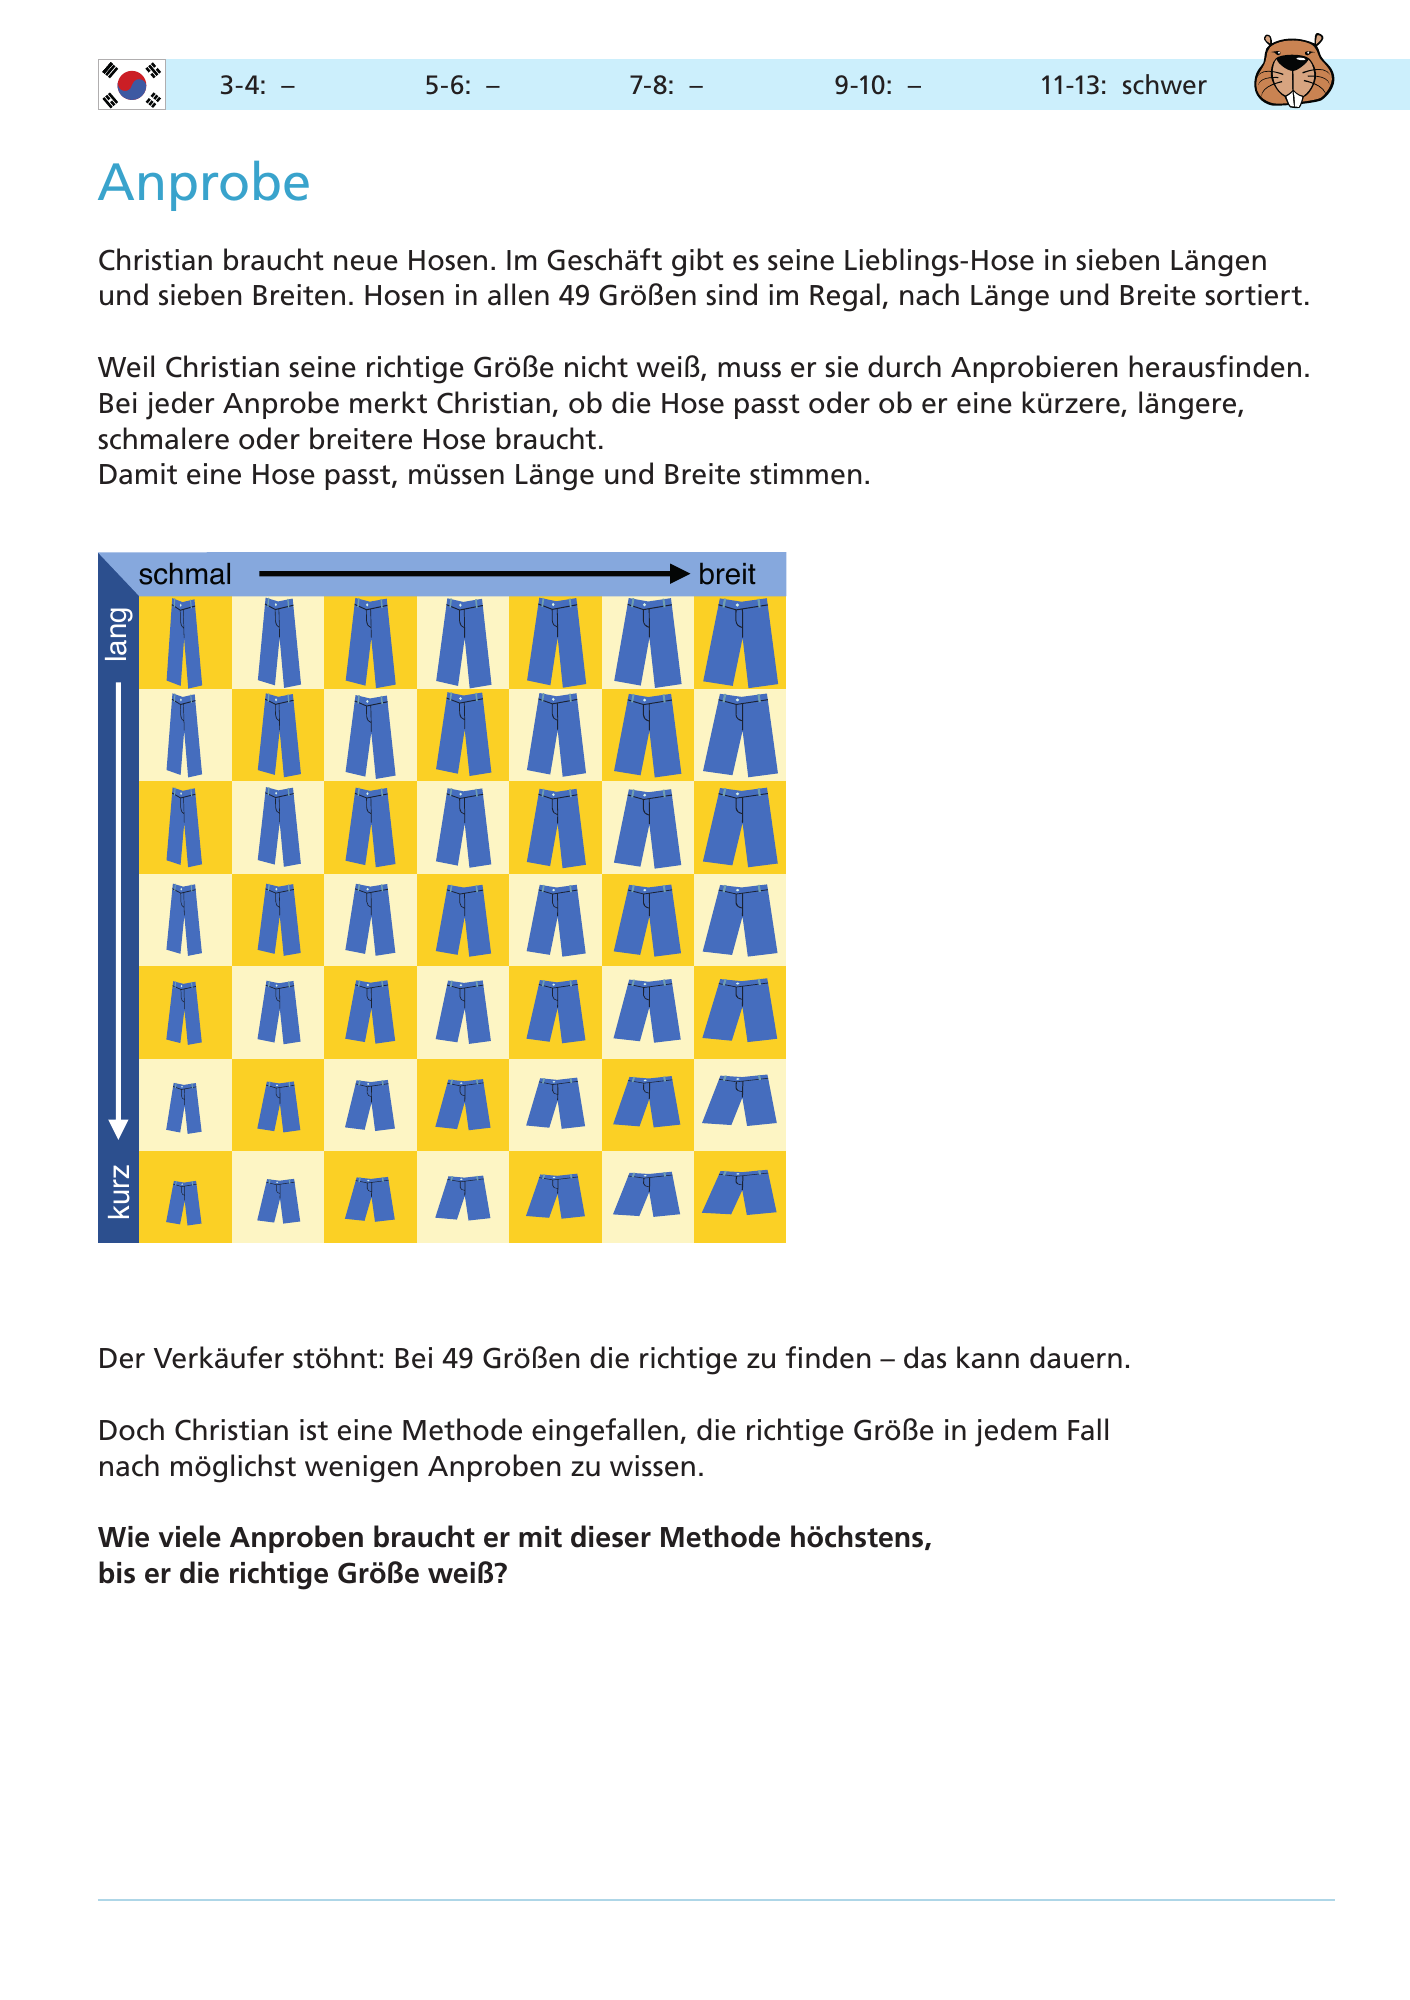 3-4: –   5-6: –   7-8: –   9-10: –   11-13: schwer
Anprobe
Christian braucht neue Hosen. Im Geschäft gibt es seine Lieblings-Hose in sieben Längen
und sieben Breiten. Hosen in allen 49 Größen sind im Regal, nach Länge und Breite sortiert.
Weil Christian seine richtige Größe nicht weiß, muss er sie durch Anprobieren herausfinden.
Bei jeder Anprobe merkt Christian, ob die Hose passt oder ob er eine kürzere, längere,
schmalere oder breitere Hose braucht.
Damit eine Hose passt, müssen Länge und Breite stimmen.
schmal breit
lang
kurz
Der Verkäufer stöhnt: Bei 49 Größen die richtige zu finden – das kann dauern.
Doch Christian ist eine Methode eingefallen, die richtige Größe in jedem Fall
nach möglichst wenigen Anproben zu wissen.
Wie viele Anproben braucht er mit dieser Methode höchstens,
bis er die richtige Größe weiß?